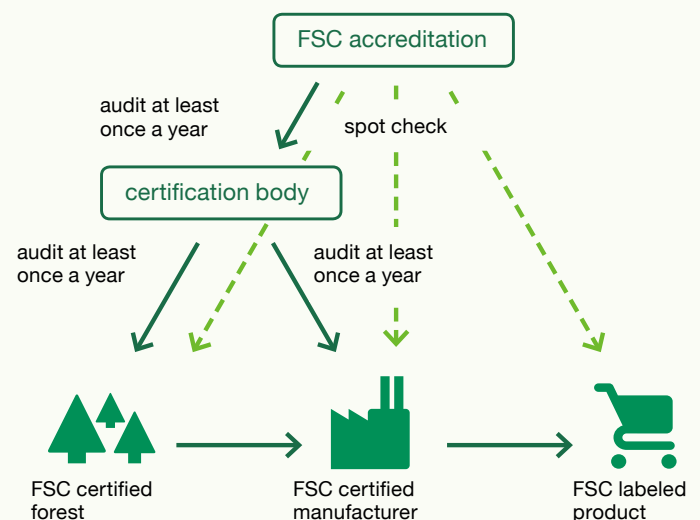 FSC accreditation
audit at least
once a year
spot check
certification body
audit at least
once a year
audit at least
once a year
FSC certified
forest
FSC certified
manufacturer
FSC labeled
product